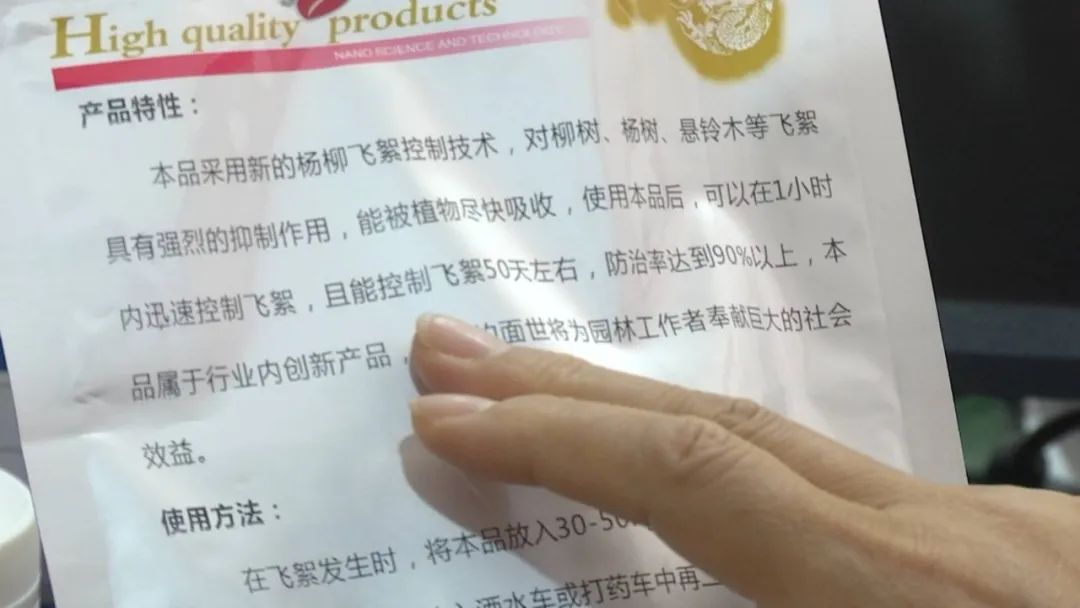 High quality products
NANO SCIENCE AND TECHNOLOGY
产品特性：
本品采用新的杨柳飞絮控制技术，对柳树、杨树、悬铃木等飞絮
具有强烈的抑制作用，能被植物尽快吸收，使用本品后，可以在1小时
内迅速控制飞絮，且能控制飞絮50天左右，防治率达到90%以上，本
品属于行业内创新产品，面世将为园林工作者奉献巨大的社会
效益。
使用方法：
在飞絮发生时，将本品放入30-50
洒水车或打药车中再二